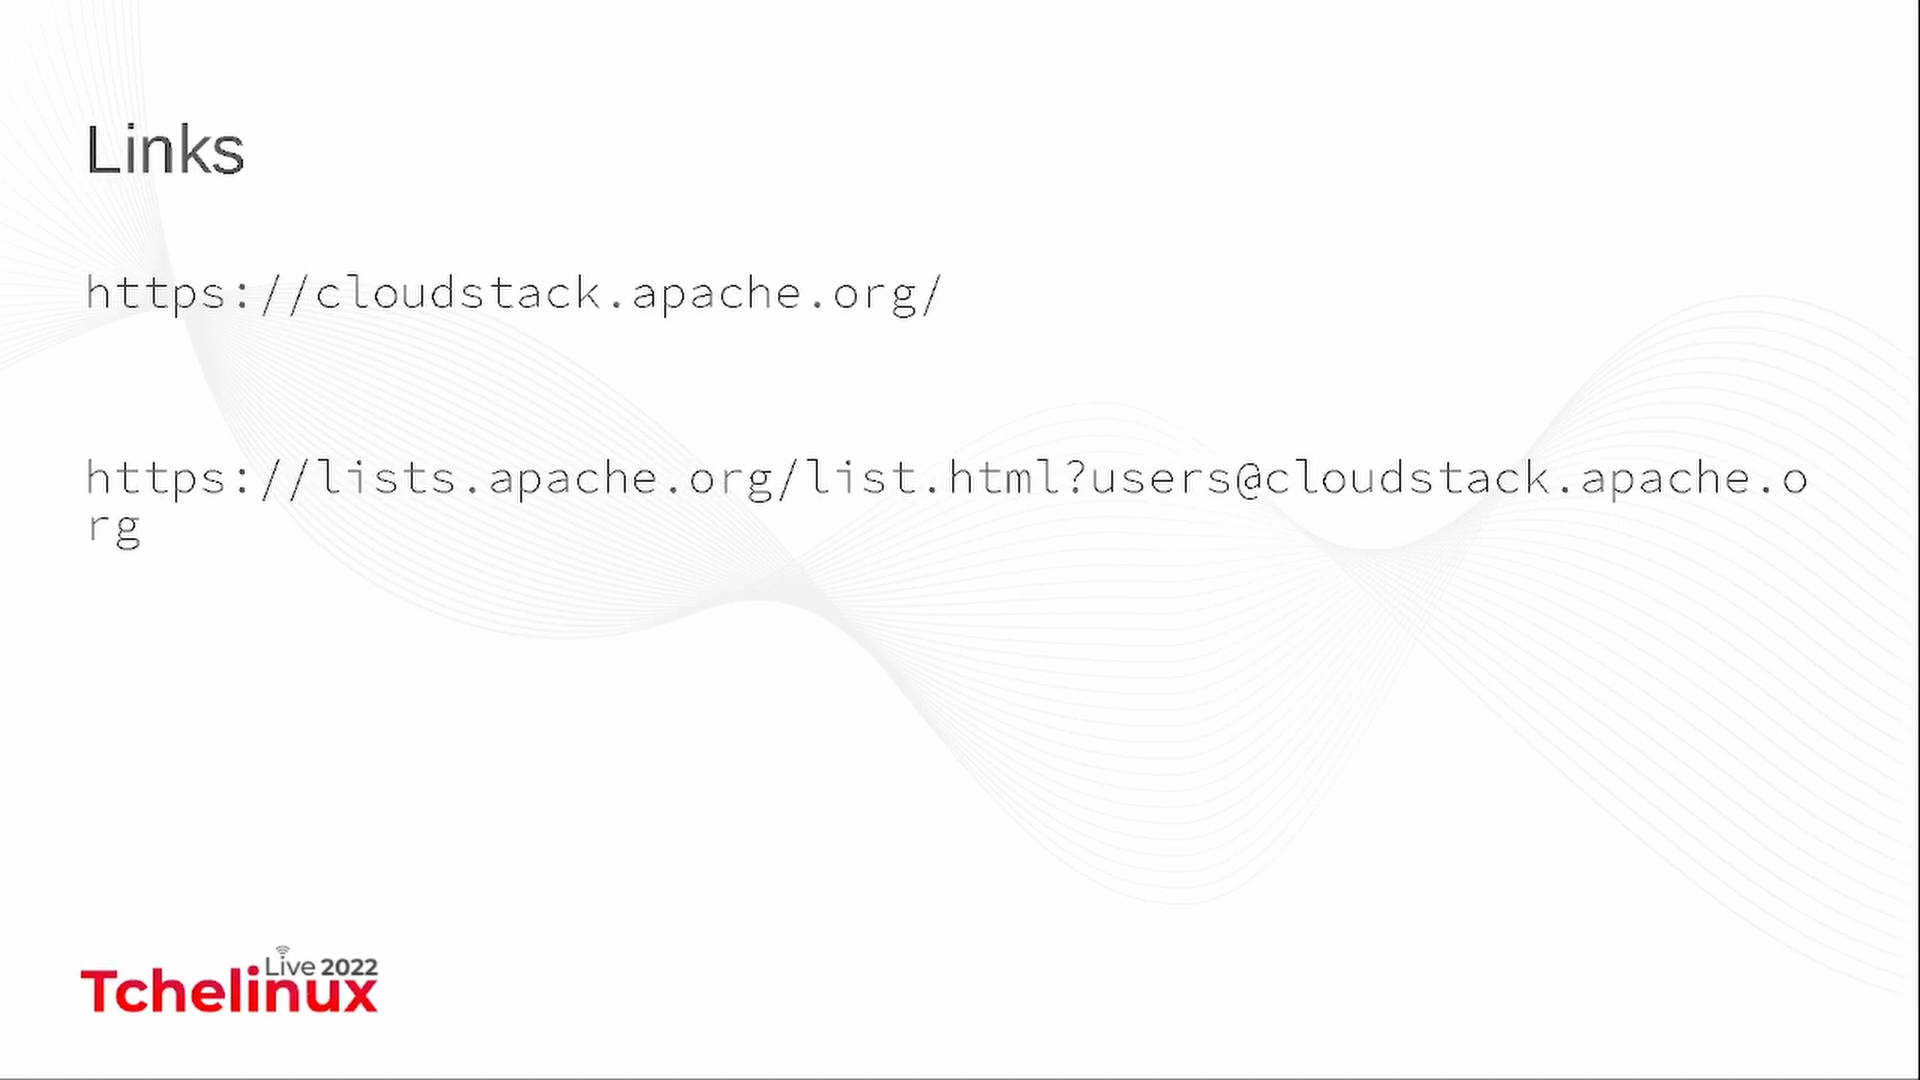 Links
https://cloudstack.apache.org/
https://lists.apache.org/list.html?users@cloudstack.apache.o
rg
Live 2022
Tchelinux